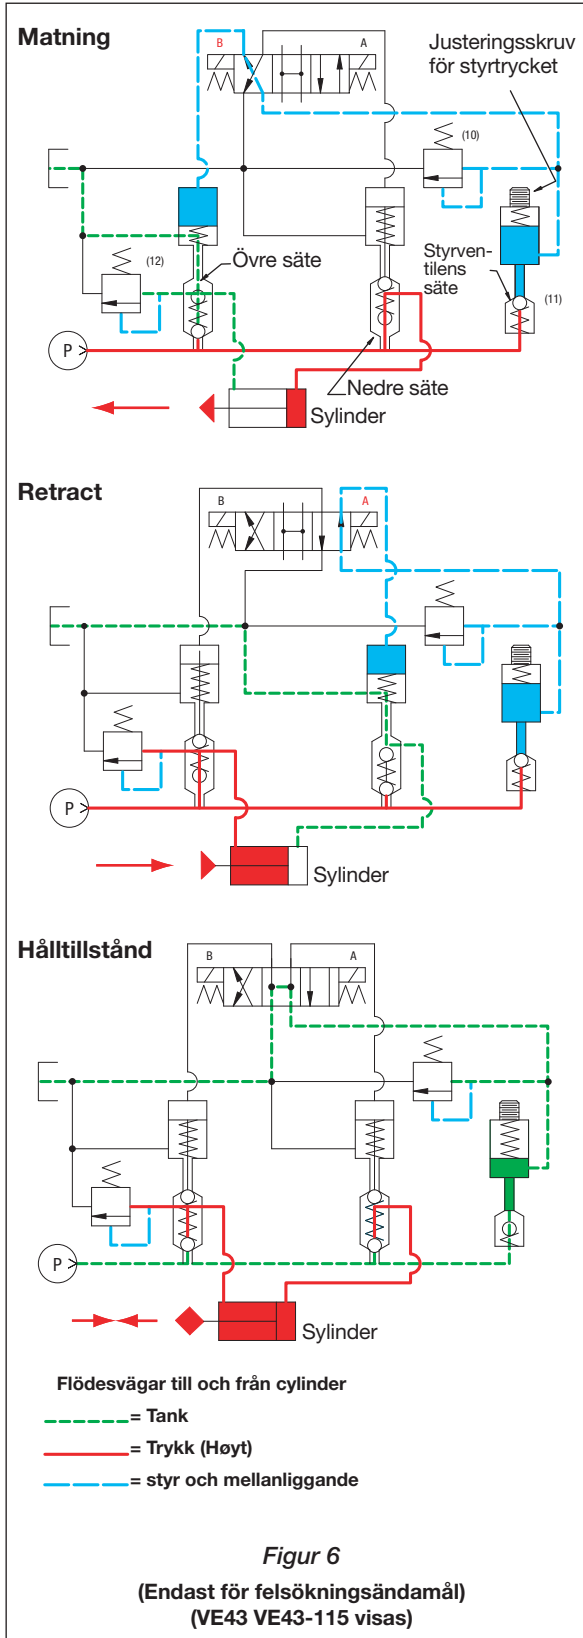 Matning
B
A
Justeringsskruv
för styrtrycket
(10)
Övre säte
(12)
Styrven-
tilens
säte
(11)
P
Nedre säte
Sylinder
Retract
B
A
P
Sylinder
Hålltillstånd
B
A
P
Sylinder
Flödesvägar till och från cylinder
= Tank
= Trykk (Høyt)
= styr och mellanliggande
Figur 6
(Endast för felsökningsändamål)
(VE43 VE43-115 visas)